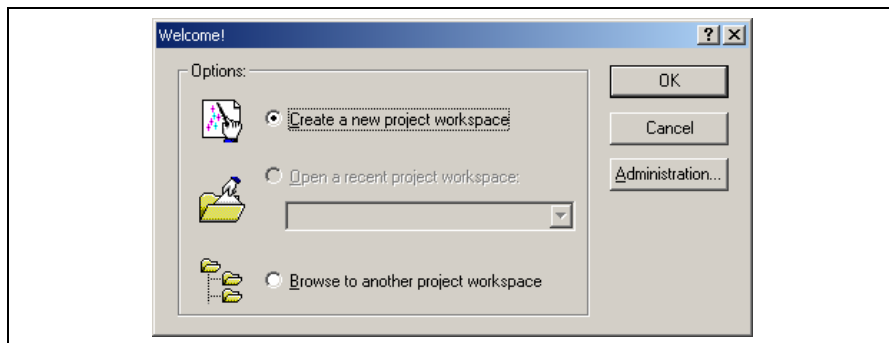 Welcome!
Options:
Create a new project workspace
Open a recent project workspace:
Browse to another project workspace
OK
Cancel
Administration...